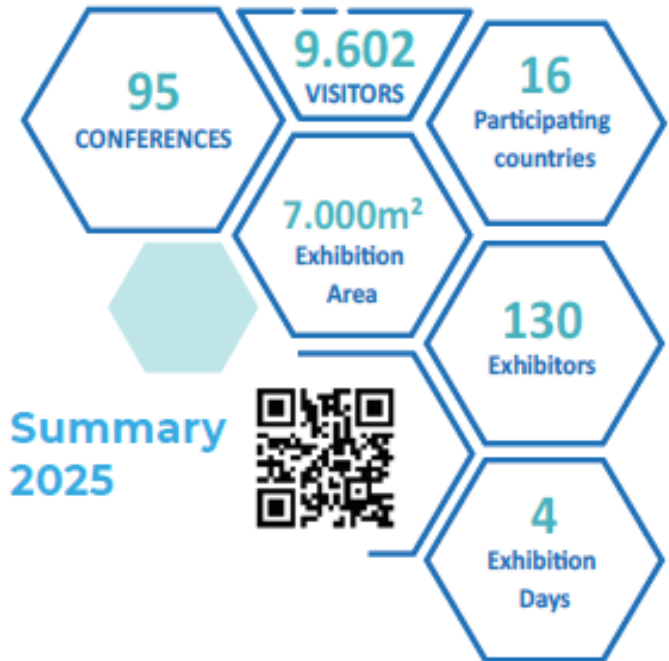 95
CONFERENCES
9.602
VISITORS
16
Participating
countries
7.000m²
Exhibition
Area
130
Exhibitors
Summary
2025
4
Exhibition
Days